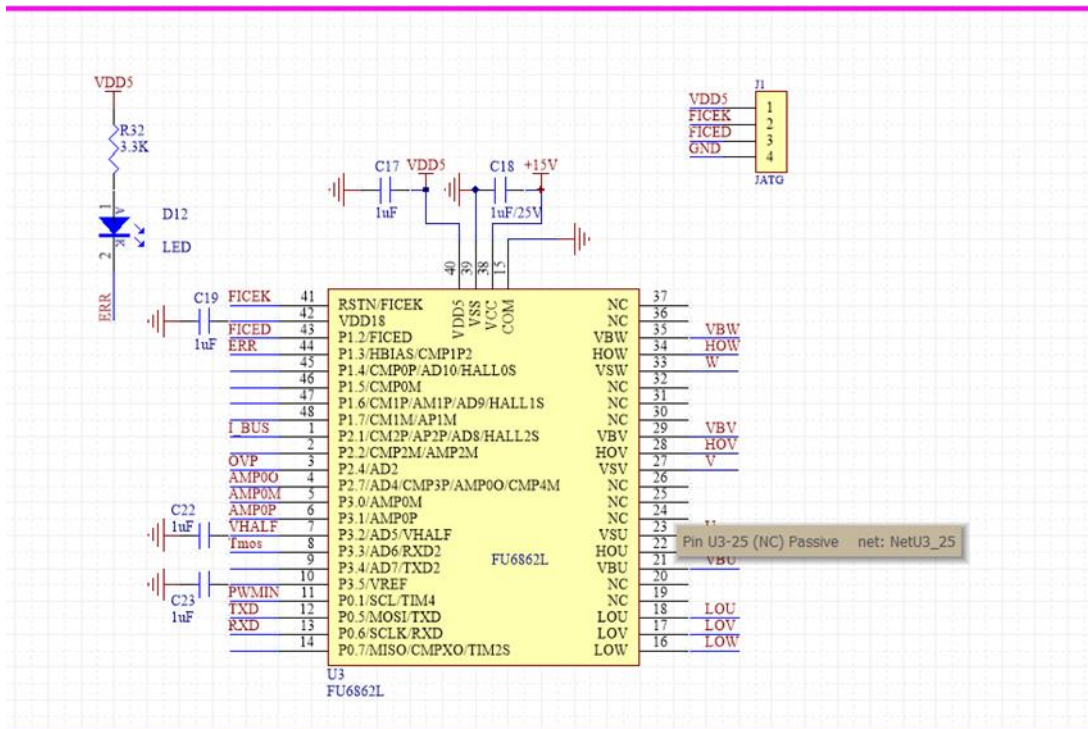 VDD5
R32
3.3K
1
A
D12
K
LED
2
ERR
J1
VDD5 1
FICEK 2
FICED 3
GND 4
JATG
C17 VDD5 C18 +15V
1uF 1uF/25V
40 39 38 15
VDD5 VSS VCC COM
C19
1uF
FICEK 41 RSTN/FICEK
42 VDD18
FICED 43 P1.2/FICED
ERR 44 P1.3/HBIAS/CMP1P2
45 P1.4/CMP0P/AD10/HALL0S
46 P1.5/CMP0M
47 P1.6/CM1P/AM1P/AD9/HALL1S
48 P1.7/CM1M/AP1M
I_BUS 1 P2.1/CM2P/AP2P/AD8/HALL2S
2 P2.2/CMP2M/AMP2M
OVP 3 P2.4/AD2
AMP0O 4 P2.7/AD4/CMP3P/AMP0O/CMP4M
AMP0M 5 P3.0/AMP0M
AMP0P 6 P3.1/AMP0P
C22
1uF
VHALF 7 P3.2/AD5/VHALF
Tmos 8 P3.3/AD6/RXD2
9 P3.4/AD7/TXD2
10 P3.5/VREF
C23
1uF
PWMIN 11 P0.1/SCL/TIM4
TXD 12 P0.5/MOSI/TXD
RXD 13 P0.6/SCLK/RXD
14 P0.7/MISO/CMPXO/TIM2S
FU6862L
NC 37
NC 36
VBW 35 VBW
HOW 34 HOW
VSW 33 W
NC 32
NC 31
NC 30
VBV 29 VBV
HOV 28 HOV
VSV 27 V
NC 26
NC 25
NC 24
VSU 23
HOU 22
VBU 21 VBU
NC 20
NC 19
LOU 18 LOU
LOV 17 LOV
LOW 16 LOW
Pin U3-25 (NC) Passive net: NetU3_25
U3
FU6862L